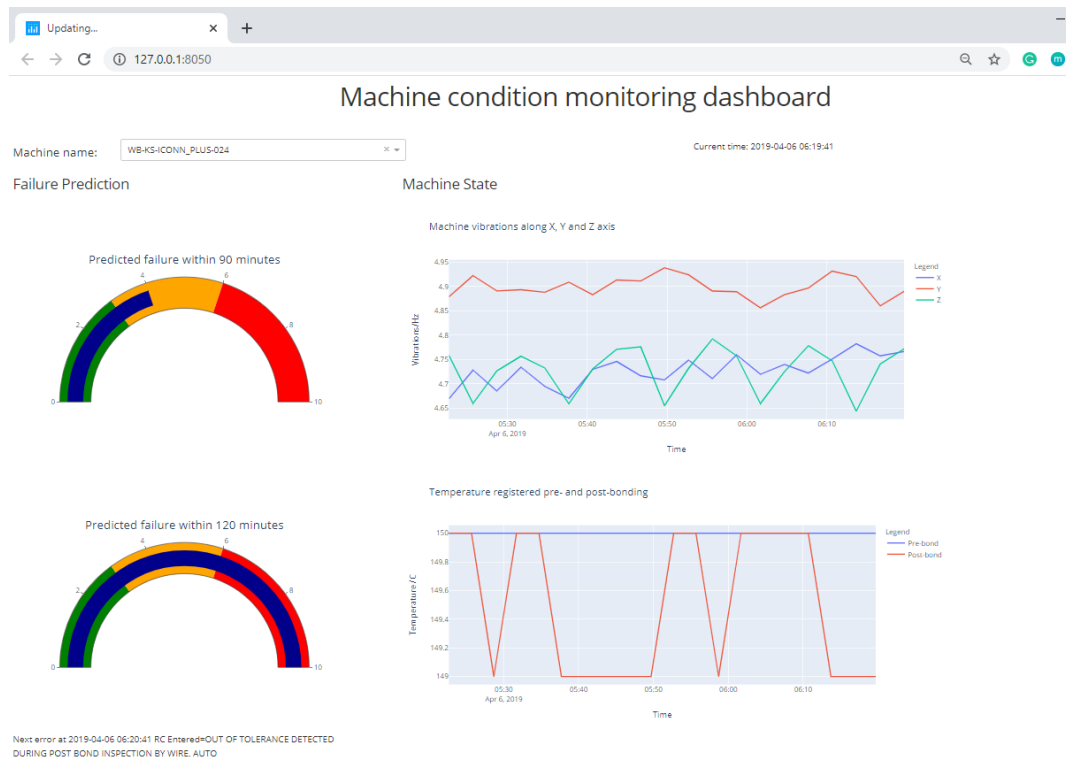 Updating...
127.0.0.1:8050
Machine condition monitoring dashboard
Machine name:
WB-KS-ICONN_PLUS-024
Current time: 2019-04-06 06:19:41
Failure Prediction
Machine State
Predicted failure within 90 minutes
0
2
4
6
8
10
Machine vibrations along X, Y and Z axis
Vibrations/Hz
4.95
4.9
4.85
4.8
4.75
4.7
4.65
05:30
Apr 6, 2019
05:40
05:50
06:00
06:10
Time
Legend
X
Y
Z
Predicted failure within 120 minutes
0
2
4
6
8
10
Temperature registered pre- and post-bonding
Temperature/C
150
149.8
149.6
149.4
149.2
149
05:30
Apr 6, 2019
05:40
05:50
06:00
06:10
Time
Legend
Pre-bond
Post-bond
Next error at 2019-04-06 06:20:41 RC Entered=OUT OF TOLERANCE DETECTED
DURING POST BOND INSPECTION BY WIRE. AUTO